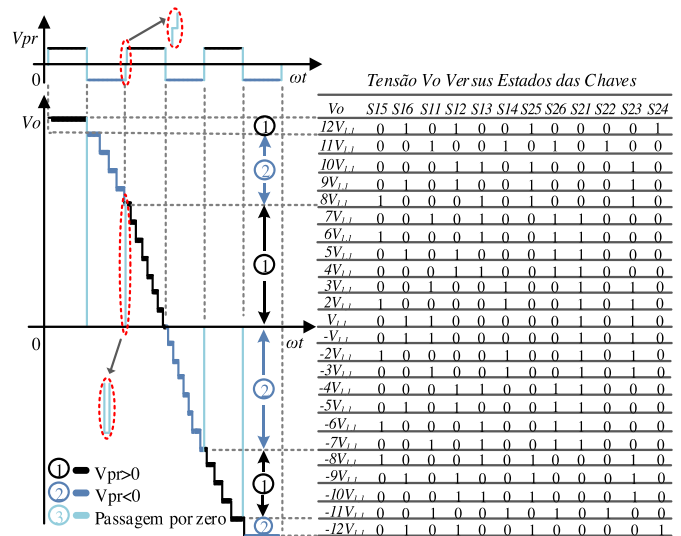 Vpr
0
ωt
Vo
1
2
1
0
ωt
2
1
2
1 Vpr>0
2 Vpr<0
3 Passagem por zero
Tensão Vo Versus Estados das Chaves
Vo S15 S16 S11 S12 S13 S14 S25 S26 S21 S22 S23 S24
12V1,1 0 1 0 1 0 0 1 0 0 0 0 1
11V1,1 0 0 1 0 0 1 0 1 0 1 0 0
10V1,1 0 0 0 1 1 0 1 0 0 0 1 0
9V1,1 0 1 0 1 0 0 1 0 0 0 1 0
8V1,1 1 0 0 0 1 0 1 0 0 0 1 0
7V1,1 0 0 1 0 1 0 0 1 1 0 1 0
6V1,1 1 0 0 0 1 0 0 1 1 0 1 0
5V1,1 0 1 0 1 0 0 0 1 1 0 1 0
4V1,1 0 0 0 1 1 0 0 1 1 0 1 0
3V1,1 0 0 1 0 0 1 0 1 1 0 1 0
2V1,1 1 0 0 0 0 1 0 1 1 0 1 0
V1,1 0 1 1 0 0 0 0 1 1 0 1 0
-V1,1 0 1 1 0 0 0 0 1 1 0 1 0
-2V1,1 1 0 0 0 0 1 0 1 1 0 1 0
-3V1,1 0 0 1 0 0 1 0 1 1 0 1 0
-4V1,1 0 0 0 1 1 0 0 1 1 0 1 0
-5V1,1 0 1 0 1 0 0 0 1 1 0 1 0
-6V1,1 1 0 0 0 1 0 0 1 1 0 1 0
-7V1,1 0 0 1 0 1 0 0 1 1 0 1 0
-8V1,1 1 0 0 0 1 0 1 0 0 0 1 0
-9V1,1 0 1 0 1 0 0 1 0 0 0 1 0
-10V1,1 0 0 0 1 1 0 1 0 0 0 1 0
-11V1,1 0 0 1 0 0 1 0 1 0 1 0 0
-12V1,1 0 1 0 1 0 0 1 0 0 0 0 1